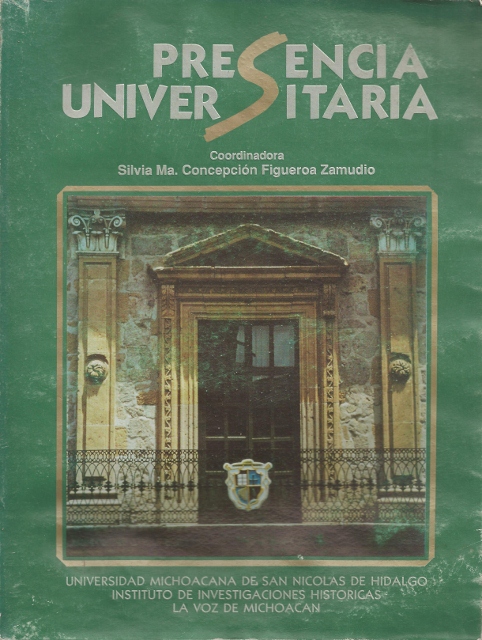 PRESENCIA
UNIVERSITARIA
Coordinadora
Silvia Ma. Concepción Figueroa Zamudio
UNIVERSIDAD MICHOACANA DE SAN NICOLAS DE HIDALGO
INSTITUTO DE INVESTIGACIONES HISTORICAS
LA VOZ DE MICHOACAN